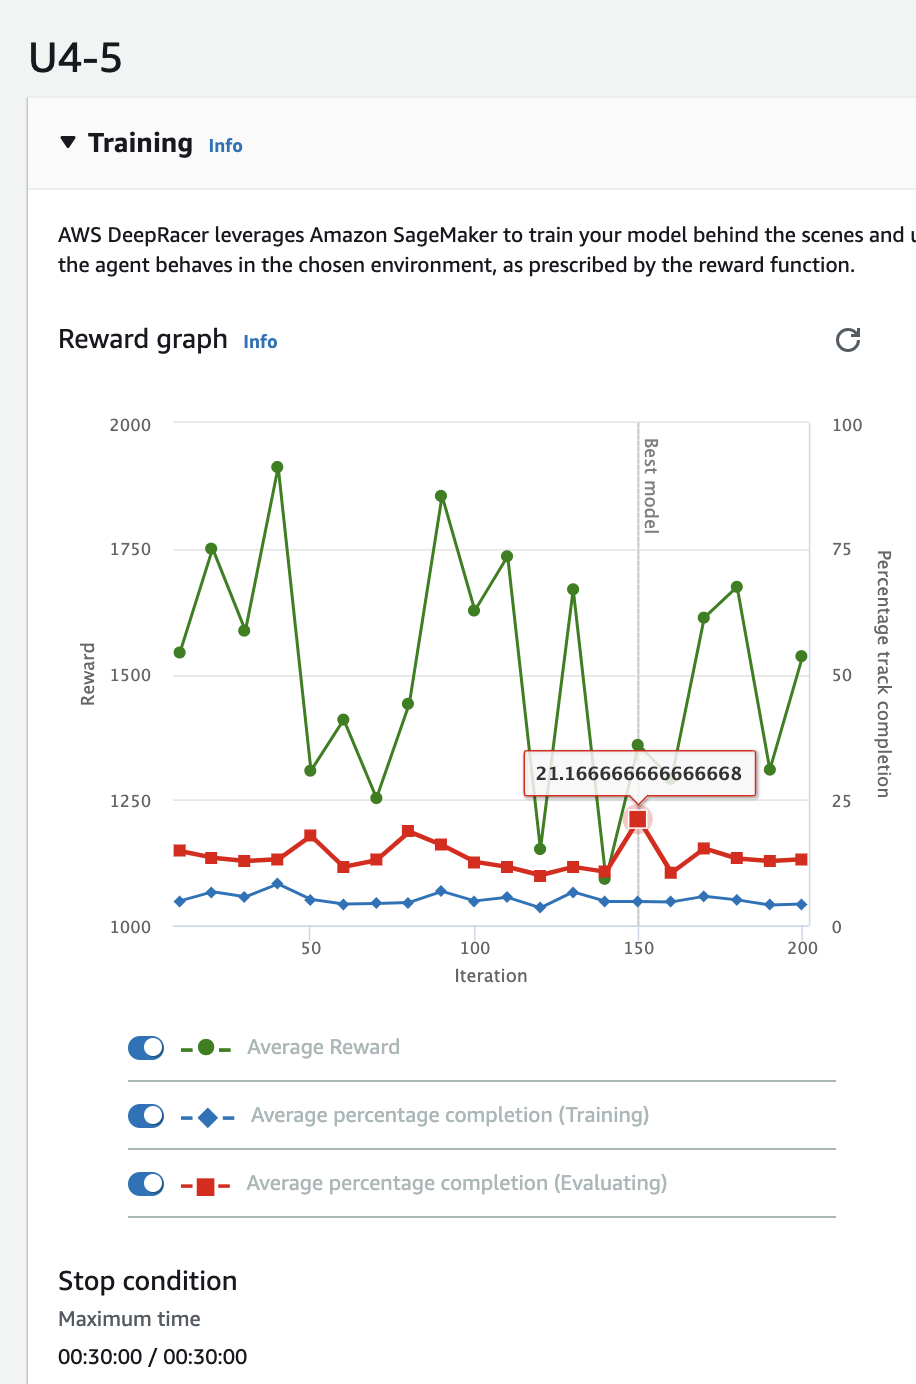 U4-5
Training Info
AWS DeepRacer leverages Amazon SageMaker to train your model behind the scenes and
the agent behaves in the chosen environment, as prescribed by the reward function.
Reward graph Info
2000
1750
1500
1250
1000
Reward
100
75
50
25
0
Percentage track completion
Best model
21.166666666666668
50 100 150 200
Iteration
Average Reward
Average percentage completion (Training)
Average percentage completion (Evaluating)
Stop condition
Maximum time
00:30:00 / 00:30:00